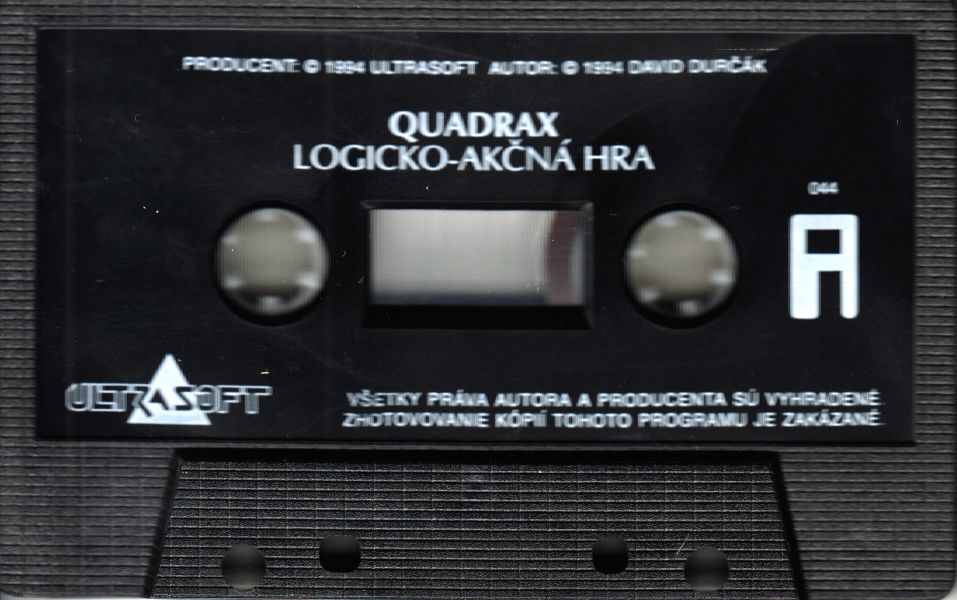 PRODUCENT: © 1994 ULTRASOFT AUTOR: © 1994 DAVID DURČÁK
QUADRAX
LOGICKO-AKČNÁ HRA
044
A
ULTRASOFT
VŠETKY PRÁVA AUTORA A PRODUCENTA SÚ VYHRADENÉ.
ZHOTOVOVANIE KÓPIÍ TOHOTO PROGRAMU JE ZAKÁZANÉ.